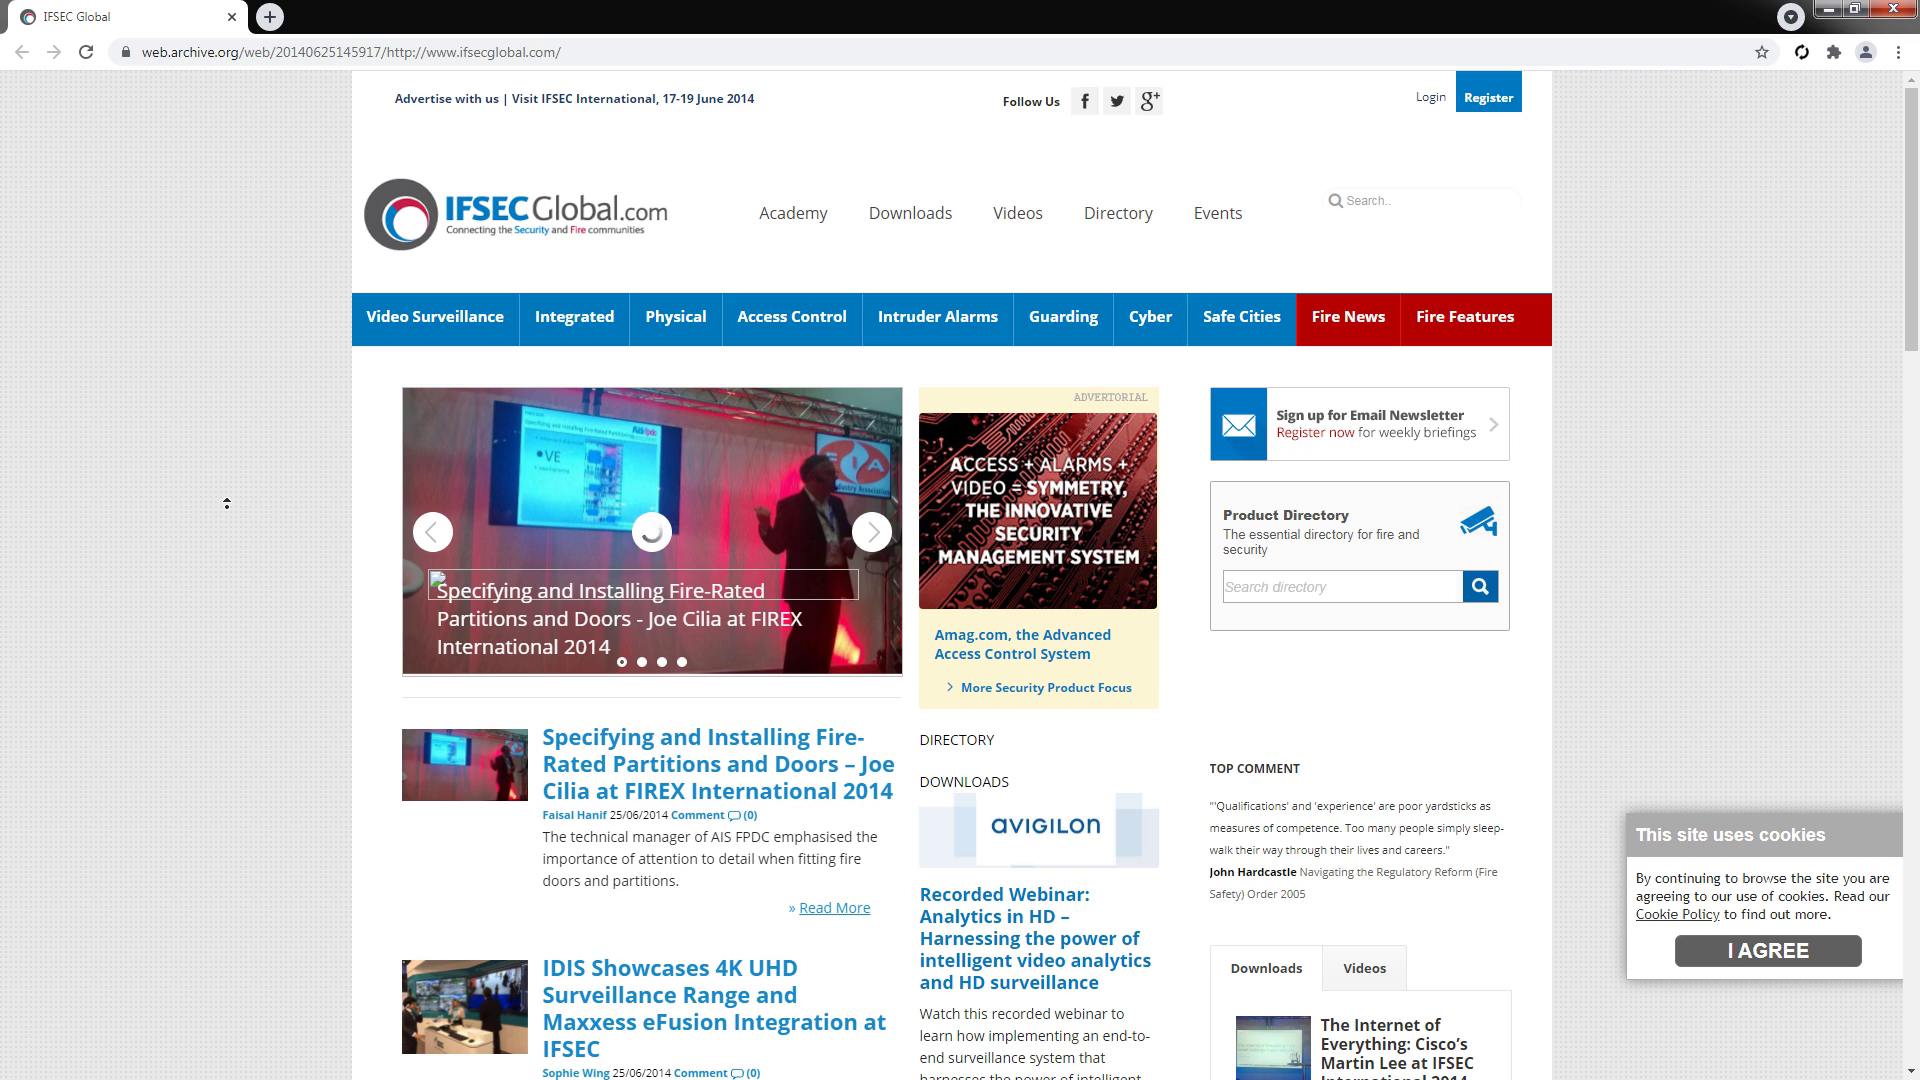 IFSEC Global
web.archive.org/web/20140625145917/http://www.ifsecglobal.com/
Advertise with us | Visit IFSEC International, 17-19 June 2014
Follow Us
Login
Register
IFSECGlobal.com
Connecting the Security and Fire communities
Academy
Downloads
Videos
Directory
Events
Search..
Video Surveillance
Integrated
Physical
Access Control
Intruder Alarms
Guarding
Cyber
Safe Cities
Fire News
Fire Features
VE
FIA
Specifying and Installing Fire-Rated
Partitions and Doors - Joe Cilia at FIREX
International 2014
Specifying and Installing Fire-
Rated Partitions and Doors – Joe
Cilia at FIREX International 2014
Faisal Hanif 25/06/2014 Comment (0)
The technical manager of AIS FPDC emphasised the
importance of attention to detail when fitting fire
doors and partitions.
» Read More
IDIS Showcases 4K UHD
Surveillance Range and
Maxxess eFusion Integration at
IFSEC
Sophie Wing 25/06/2014 Comment (0)
ADVERTORIAL
ACCESS + ALARMS +
VIDEO = SYMMETRY,
THE INNOVATIVE
SECURITY
MANAGEMENT SYSTEM
Amag.com, the Advanced
Access Control System
More Security Product Focus
DIRECTORY
DOWNLOADS
avigilon
Recorded Webinar:
Analytics in HD –
Harnessing the power of
intelligent video analytics
and HD surveillance
Watch this recorded webinar to
learn how implementing an end-to-
end surveillance system that
harnesses the power of intelligent
Sign up for Email Newsletter
Register now for weekly briefings
Product Directory
The essential directory for fire and
security
Search directory
TOP COMMENT
"'Qualifications' and 'experience' are poor yardsticks as
measures of competence. Too many people simply sleep-
walk their way through their lives and careers."
John Hardcastle Navigating the Regulatory Reform (Fire
Safety) Order 2005
Downloads
Videos
The Internet of
Everything: Cisco's
Martin Lee at IFSEC
International 2014
This site uses cookies
By continuing to browse the site you are
agreeing to our use of cookies. Read our
Cookie Policy to find out more.
I AGREE